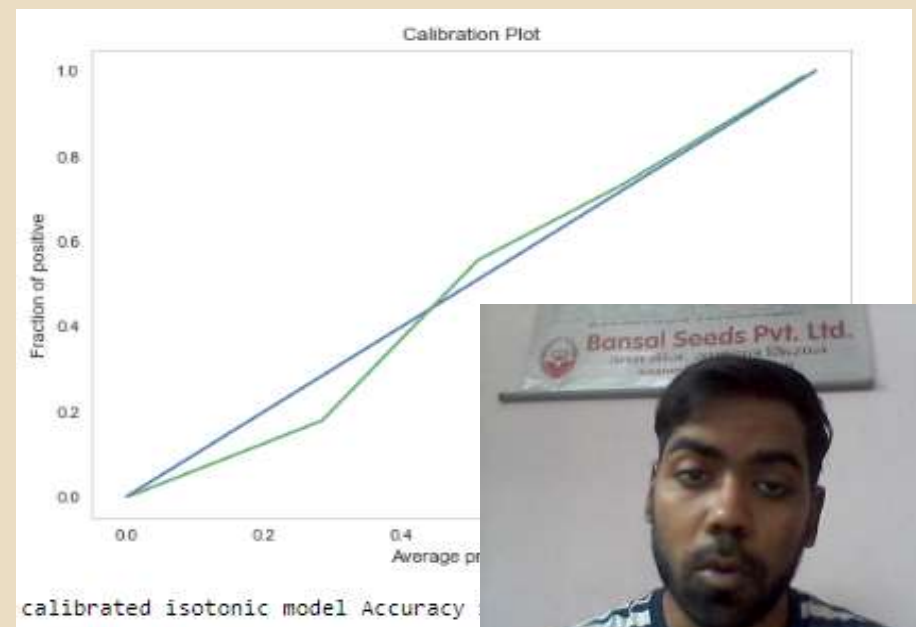 Calibration Plot
1.0
0.8
0.6
0.4
0.2
0.0
Fraction of positive
0.0 0.2 0.4
Average pr
calibrated isotonic model Accuracy
Bansal Seeds Pvt. Ltd.